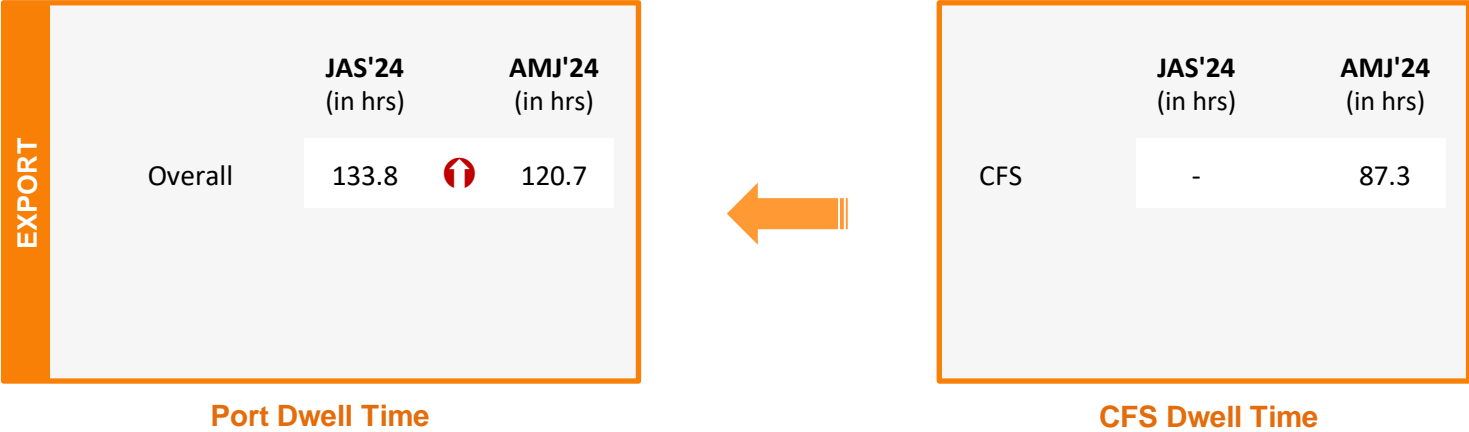 EXPORT
JAS'24 AMJ'24
(in hrs) (in hrs)
Overall 133.8 120.7
Port Dwell Time
JAS'24 AMJ'24
(in hrs) (in hrs)
CFS - 87.3
CFS Dwell Time